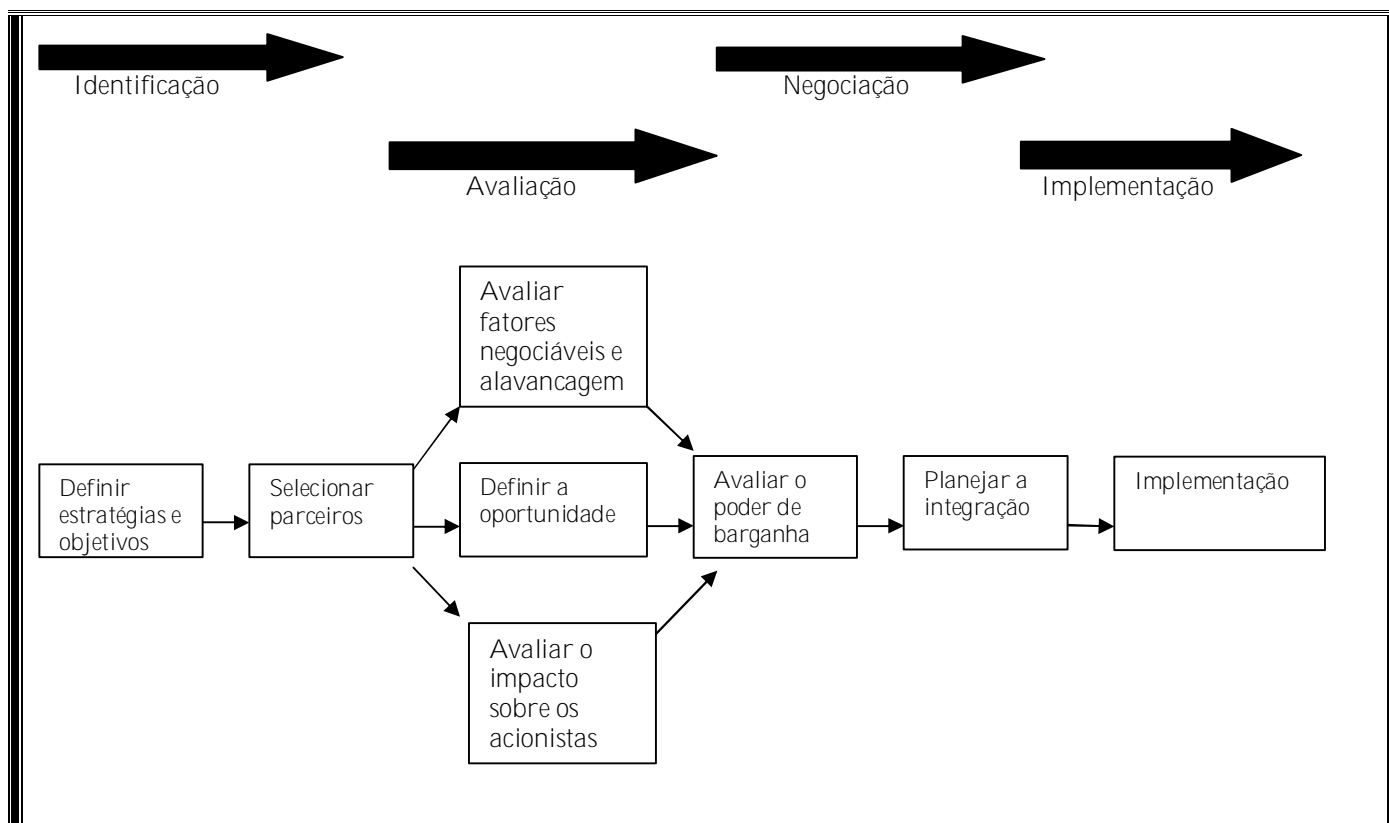 Identificação
Negociação
Avaliação
Implementação
Avaliar
fatores
negociáveis e
alavancagem
Definir
estratégias e
objetivos
Selecionar
parceiros
Definir a
oportunidade
Avaliar o
poder de
barganha
Planejar a
integração
Implementação
Avaliar o
impacto
sobre os
acionistas